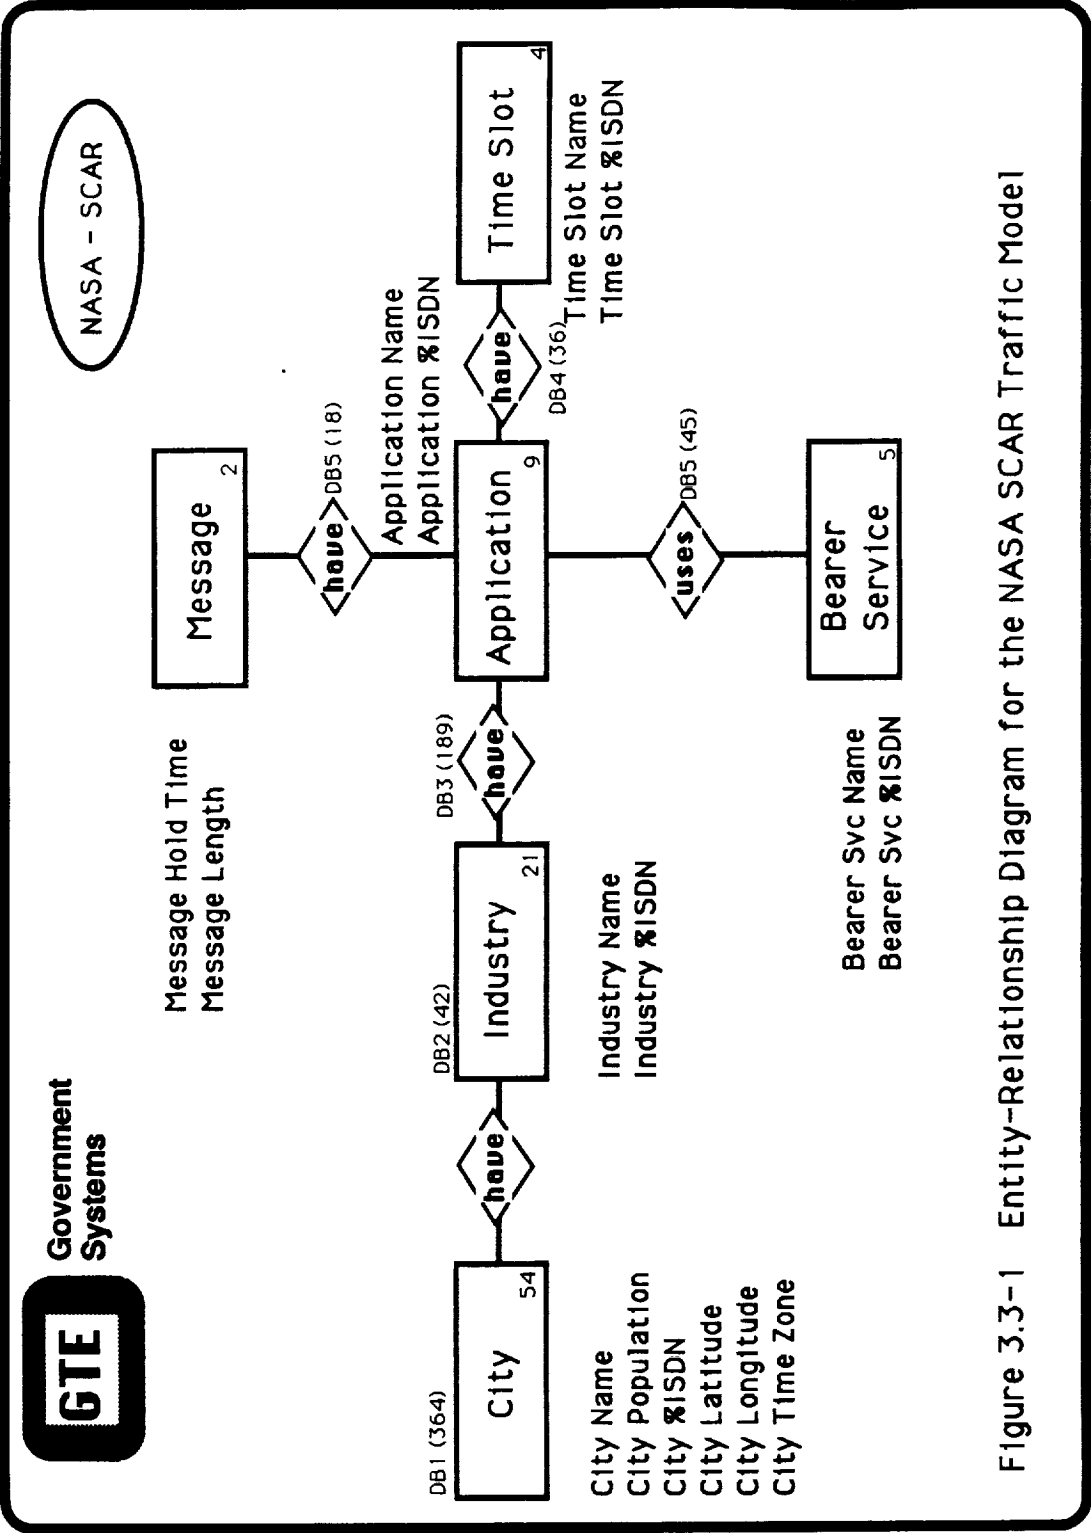 GTE
Government
Systems
NASA - SCAR
Message Hold Time
Message Length
Message
2
have
DB5 (18)
Application Name
Application %ISDN
DB1 (364)
City
54
have
DB2 (42)
Industry
21
DB3 (189)
have
Application
9
have
DB4 (36)
Time Slot
4
Time Slot Name
Time Slot %ISDN
City Name
City Population
City %ISDN
City Latitude
City Longitude
City Time Zone
Industry Name
Industry %ISDN
uses
DB5 (45)
Bearer
Service
5
Bearer Svc Name
Bearer Svc %ISDN
Figure 3.3-1 Entity-Relationship Diagram for the NASA SCAR Traffic Model